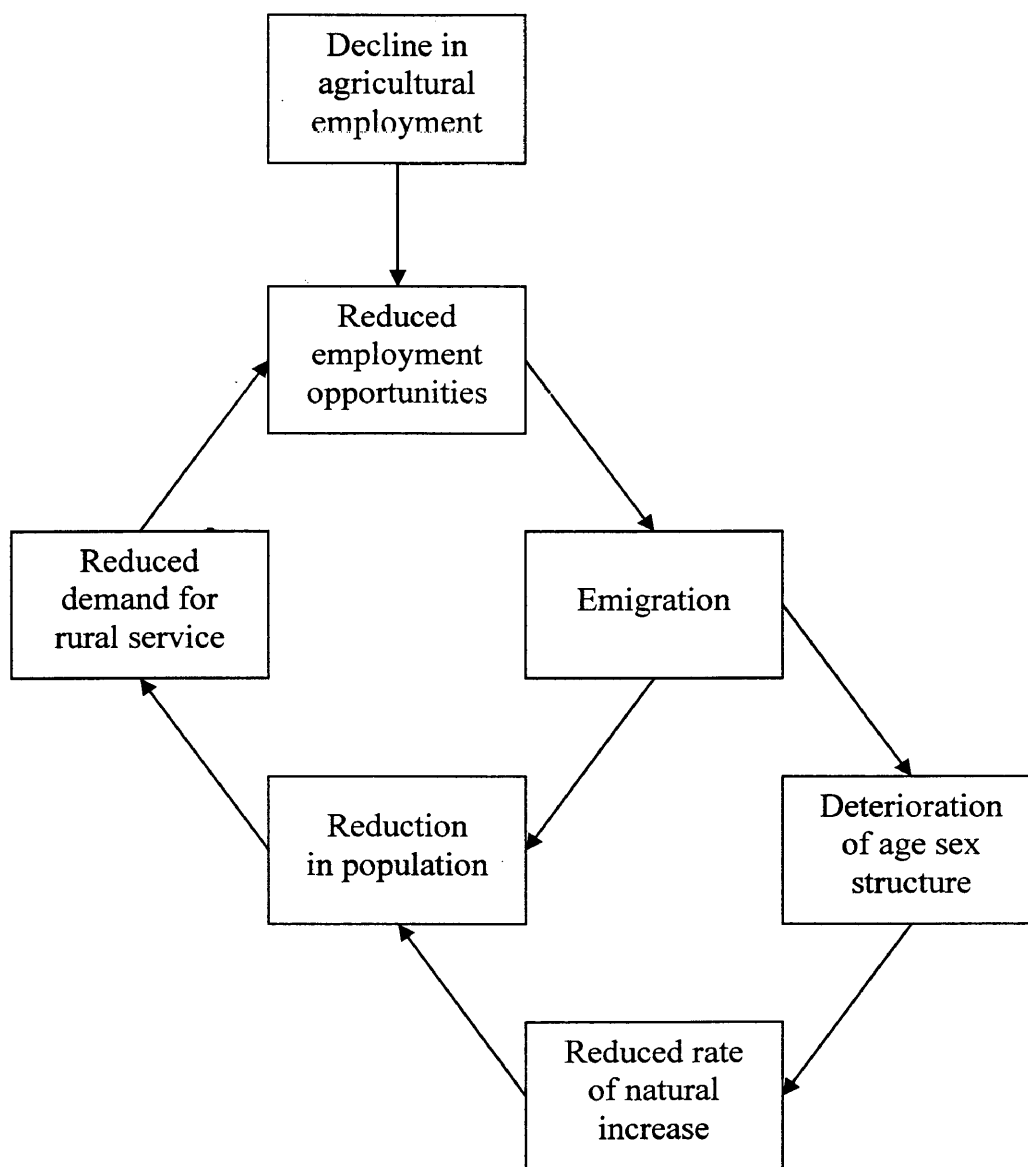 Decline in
agricultural
employment
Reduced
employment
opportunities
Reduced
demand for
rural service
Emigration
Reduction
in population
Deterioration
of age sex
structure
Reduced rate
of natural
increase